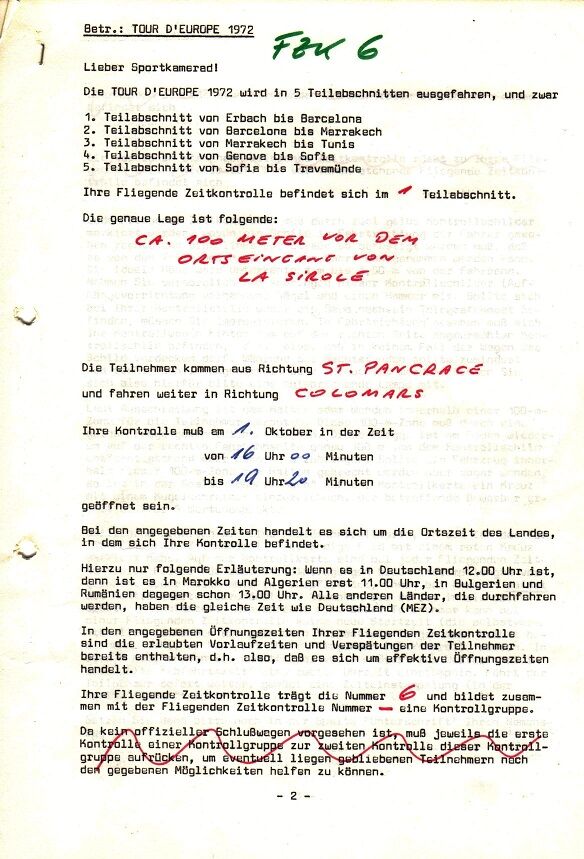 Betr.: TOUR D'EUROPE 1972
FZK 6
Lieber Sportkamerad!
Die TOUR D'EUROPE 1972 wird in 5 Teilabschnitten ausgefahren, und zwar
1. Teilabschnitt von Erbach bis Barcelona
2. Teilabschnitt von Barcelona bis Marrakech
3. Teilabschnitt von Marrakech bis Tunis
4. Teilabschnitt von Genova bis Sofia
5. Teilabschnitt von Sofia bis Travemünde
Ihre Fliegende Zeitkontrolle befindet sich im 1 Teilabschnitt.
Die genaue Lage ist folgende:
CA. 100 METER VOR DEM
ORTSEINGANG VON
LA SIROLE
Die Teilnehmer kommen aus Richtung ST. PANCRACE
und fahren weiter in Richtung COLOMARS
Ihre Kontrolle muß am 1. Oktober in der Zeit
von 16 Uhr 00 Minuten
bis 19 Uhr 20 Minuten
geöffnet sein.
Bei den angegebenen Zeiten handelt es sich um die Ortszeit des Landes,
in dem sich Ihre Kontrolle befindet.
Hierzu nur folgende Erläuterung: Wenn es in Deutschland 12.00 Uhr ist,
dann ist es in Marokko und Algerien erst 11.00 Uhr, in Bulgarien und
Rumänien dagegen schon 13.00 Uhr. Alle anderen Länder, die durchfahren
werden, haben die gleiche Zeit wie Deutschland (MEZ).
In den angegebenen Öffnungszeiten Ihrer Fliegenden Zeitkontrolle
sind die erlaubten Vorlaufzeiten und Verspätungen der Teilnehmer
bereits enthalten, d.h. also, daß es sich um effektive Öffnungszeiten
handelt.
Ihre Fliegende Zeitkontrolle trägt die Nummer 6 und bildet zusam-
men mit der Fliegenden Zeitkontrolle Nummer — eine Kontrollgruppe.
Da kein offizieller Schlußwagen vorgesehen ist, muß jeweils die erste
Kontrolle einer Kontrollgruppe zur zweiten Kontrolle dieser Kontroll-
gruppe aufrücken, um eventuell liegen gebliebenen Teilnehmern nach
den gegebenen Möglichkeiten helfen zu können.
- 2 -